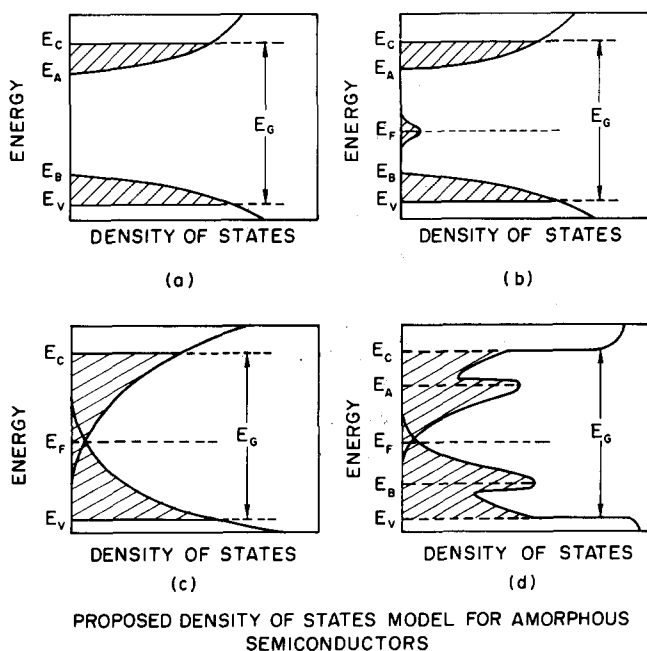 E_C
E_A
ENERGY
E_G
E_B
E_V
DENSITY OF STATES
(a)
E_C
E_A
ENERGY
E_F
E_G
E_B
E_V
DENSITY OF STATES
(b)
E_C
ENERGY
E_F
E_G
E_V
DENSITY OF STATES
(c)
E_C
E_A
ENERGY
E_F
E_G
E_B
E_V
DENSITY OF STATES
(d)
PROPOSED DENSITY OF STATES MODEL FOR AMORPHOUS
SEMICONDUCTORS